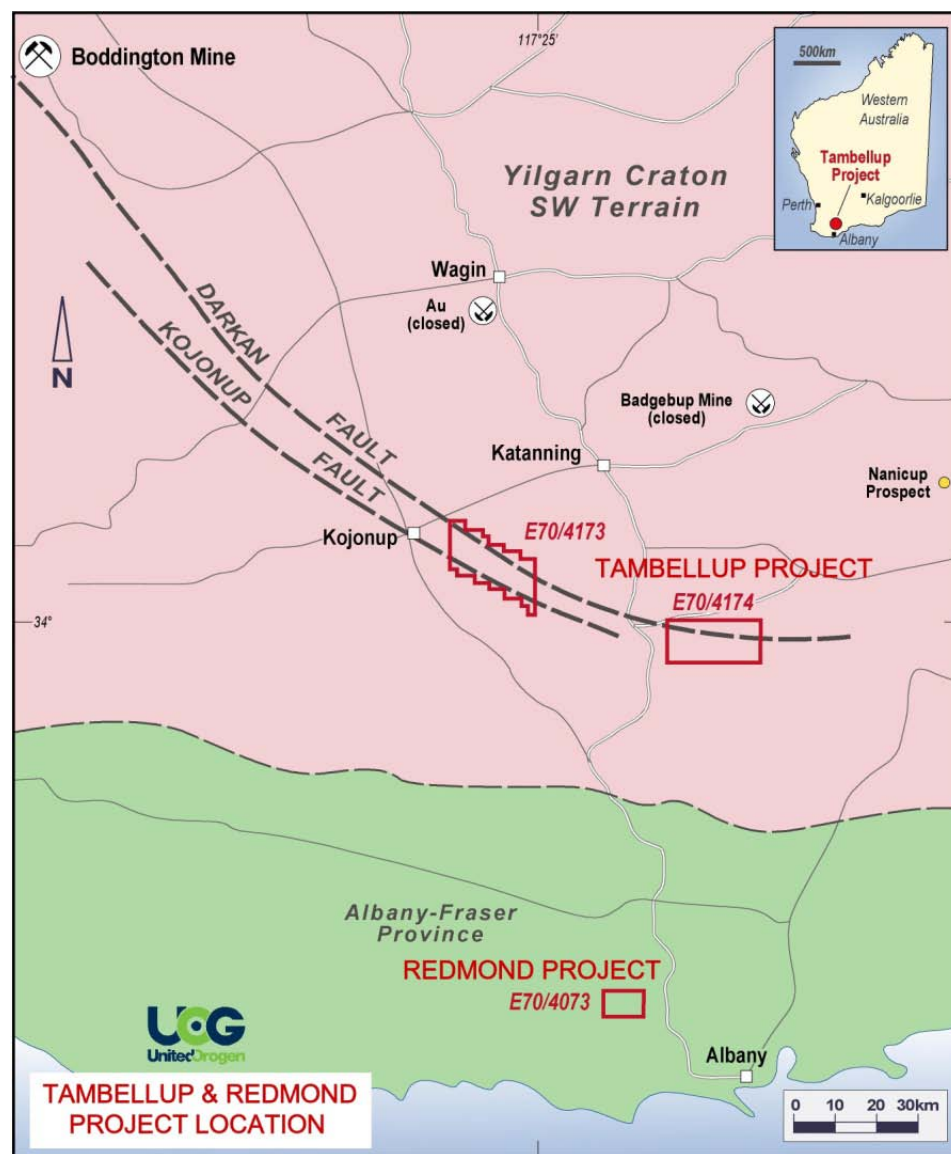 117°25'
Boddington Mine
500km
Western
Australia
Tambellup
Project
Perth
Kalgoorlie
Albany
Yilgarn Craton
SW Terrain
Wagin
Au
(closed)
DARKAN FAULT
KOJONUP FAULT
N
Badgebup Mine
(closed)
Katanning
Nanicup
Prospect
Kojonup
E70/4173
TAMBELLUP PROJECT
E70/4174
34°
Albany-Fraser
Province
REDMOND PROJECT
E70/4073
UOG
UnitedOrogen
Albany
TAMBELLUP & REDMOND
PROJECT LOCATION
0 10 20 30km